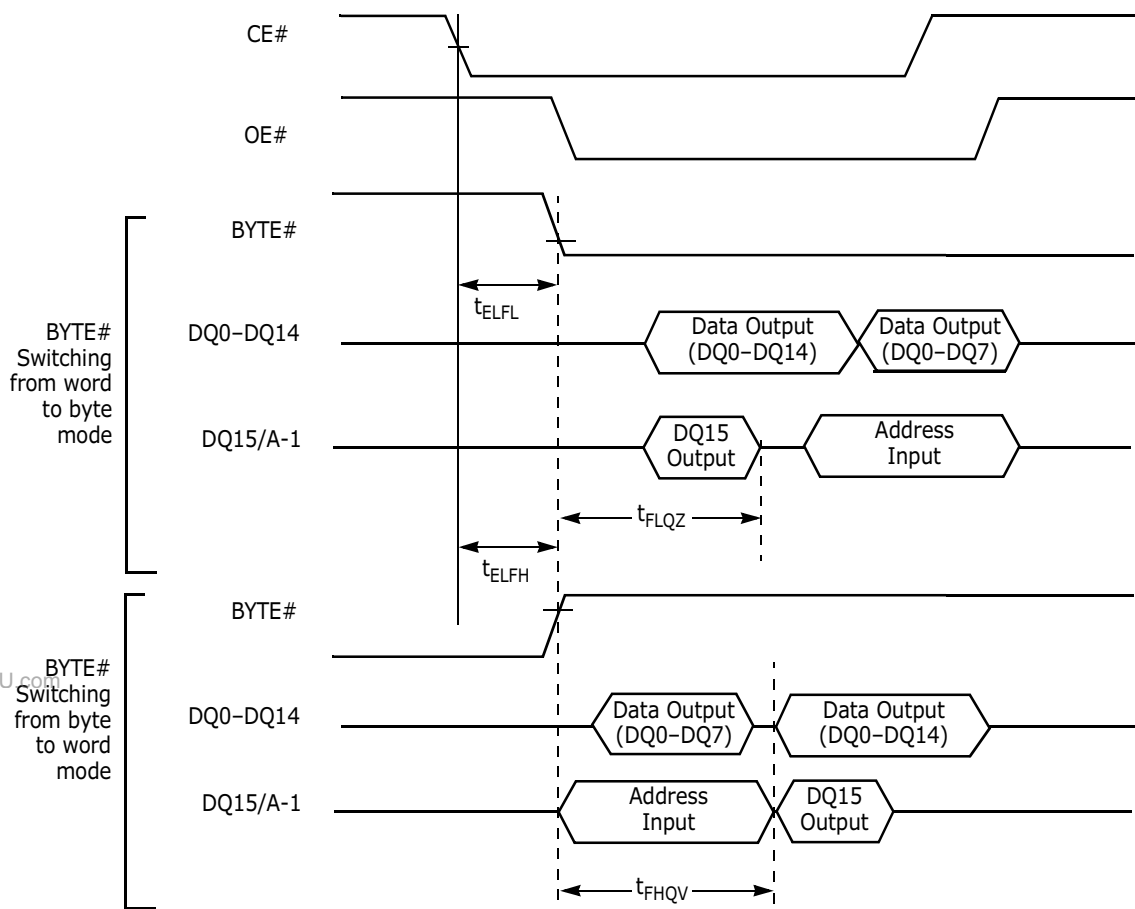 CE#
OE#
BYTE#
tELFL
BYTE#
Switching
from word
to byte
mode
DQ0–DQ14
Data Output
(DQ0–DQ14)
Data Output
(DQ0–DQ7)
DQ15/A-1
DQ15
Output
Address
Input
tFLQZ
tELFH
BYTE#
U.com
BYTE#
Switching
from byte
to word
mode
DQ0–DQ14
Data Output
(DQ0–DQ7)
Data Output
(DQ0–DQ14)
DQ15/A-1
Address
Input
DQ15
Output
tFHQV